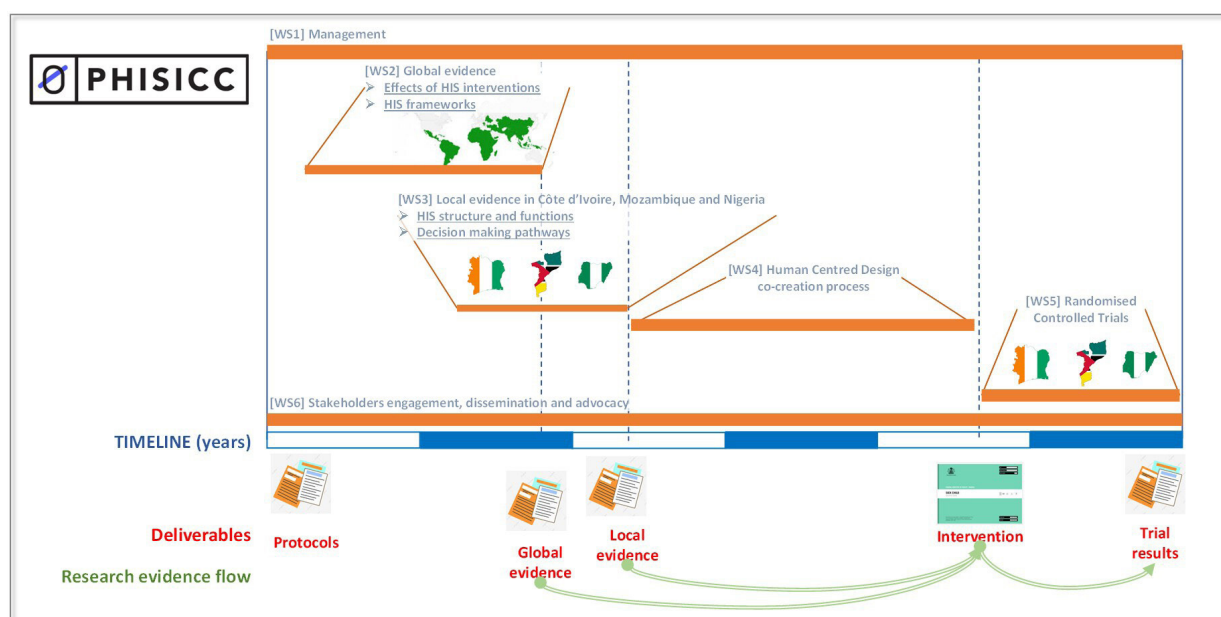 [WS1] Management
PHISICC
[WS2] Global evidence
Effects of HIS interventions
HIS frameworks
[WS3] Local evidence in Côte d'Ivoire, Mozambique and Nigeria
HIS structure and functions
Decision making pathways
[WS4] Human Centred Design
co-creation process
[WS5] Randomised
Controlled Trials
[WS6] Stakeholders engagement, dissemination and advocacy
TIMELINE (years)
Deliverables
Protocols
Global
evidence
Local
evidence
Intervention
Trial
results
Research evidence flow